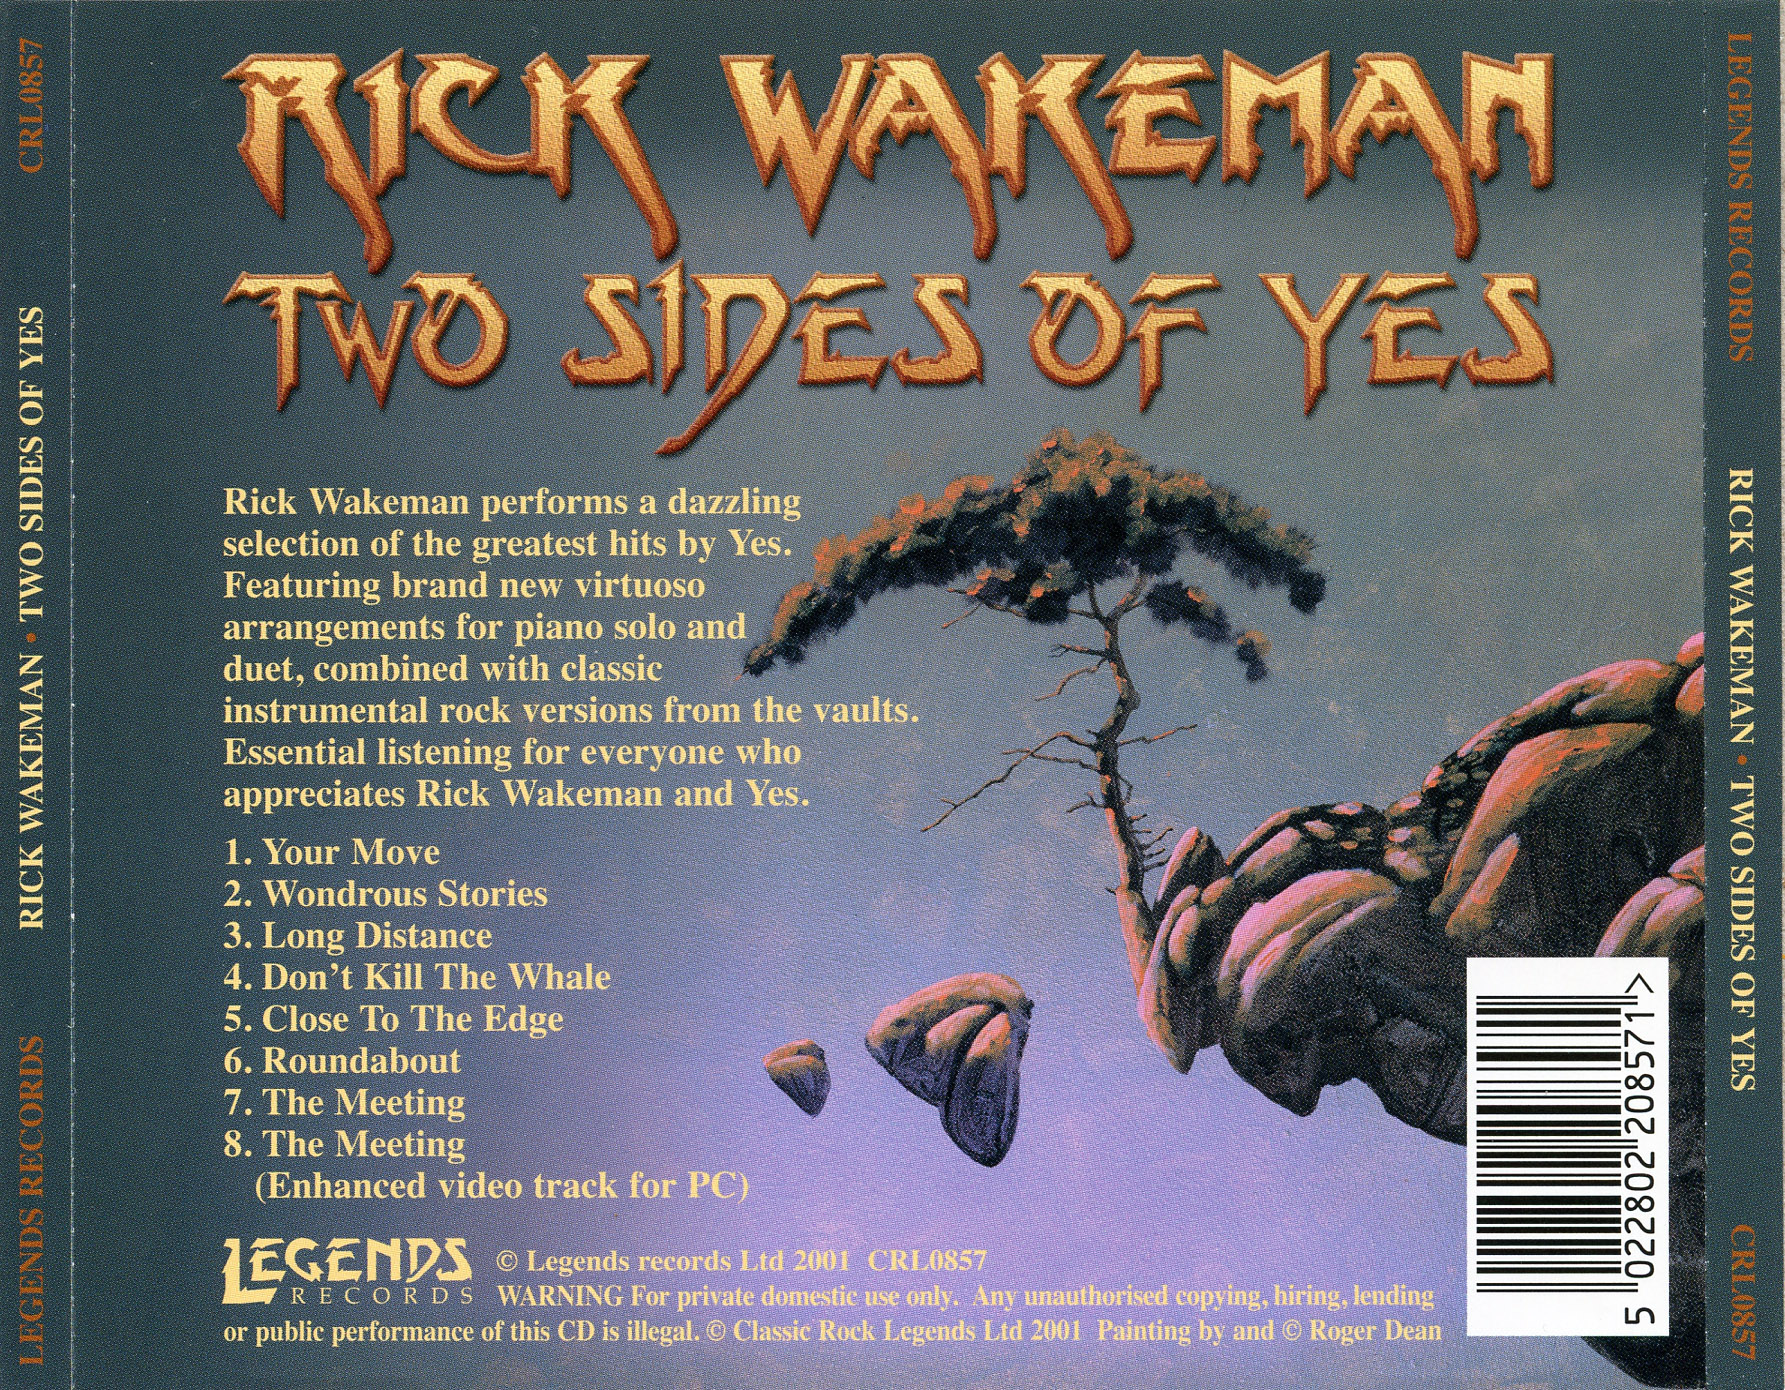 RICK WAKEMAN
TWO SIDES OF YES
Rick Wakeman performs a dazzling
selection of the greatest hits by Yes.
Featuring brand new virtuoso
arrangements for piano solo and
duet, combined with classic
instrumental rock versions from the vaults.
Essential listening for everyone who
appreciates Rick Wakeman and Yes.
1. Your Move
2. Wondrous Stories
3. Long Distance
4. Don't Kill The Whale
5. Close To The Edge
6. Roundabout
7. The Meeting
8. The Meeting
(Enhanced video track for PC)
LEGENDS
RECORDS
© Legends records Ltd 2001 CRL0857
WARNING For private domestic use only. Any unauthorised copying, hiring, lending
or public performance of this CD is illegal. © Classic Rock Legends Ltd 2001 Painting by and © Roger Dean
5 022802 208571 >
LEGENDS RECORDS RICK WAKEMAN • TWO SIDES OF YES CRL0857
LEGENDS RECORDS RICK WAKEMAN • TWO SIDES OF YES CRL0857